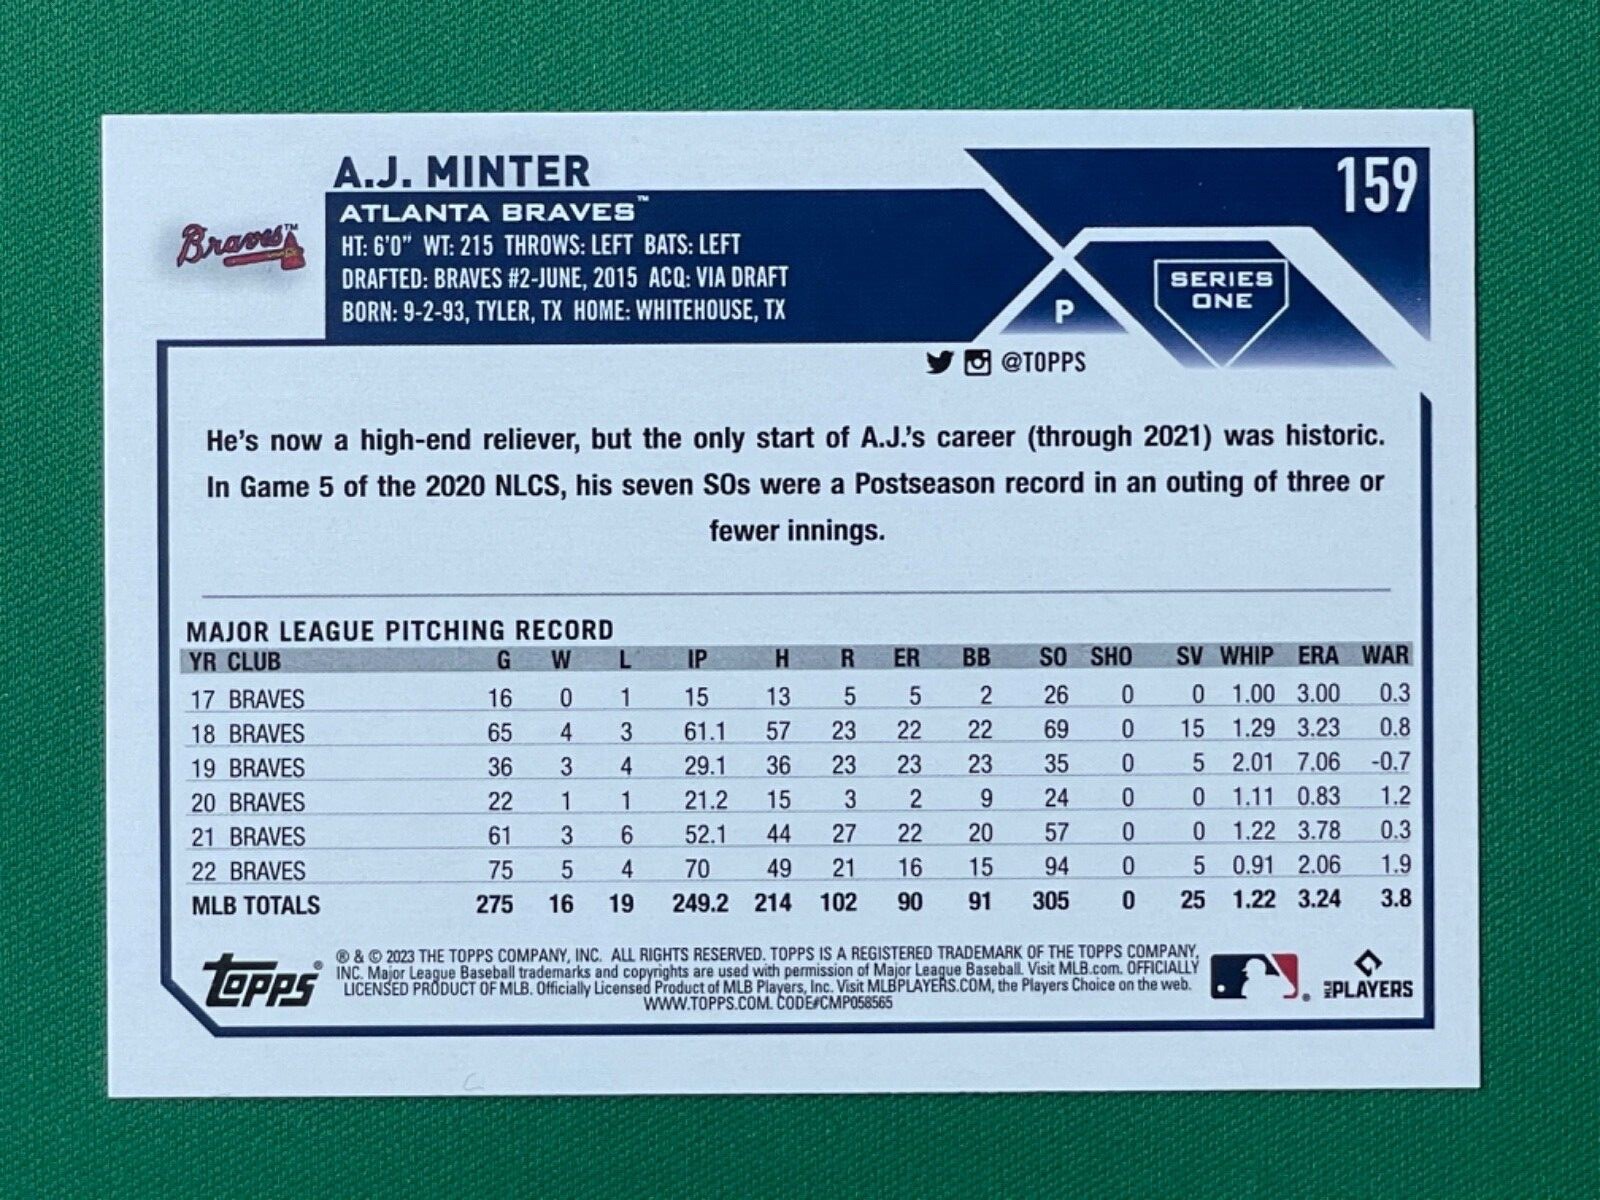 A.J. MINTER
159
Braves™
ATLANTA BRAVES™
HT: 6'0" WT: 215 THROWS: LEFT BATS: LEFT
DRAFTED: BRAVES #2-JUNE, 2015 ACQ: VIA DRAFT
BORN: 9-2-93, TYLER, TX HOME: WHITEHOUSE, TX
P
SERIES
ONE
@TOPPS
He's now a high-end reliever, but the only start of A.J.'s career (through 2021) was historic.
In Game 5 of the 2020 NLCS, his seven SOs were a Postseason record in an outing of three or
fewer innings.
MAJOR LEAGUE PITCHING RECORD
YR CLUB G W L IP H R ER BB SO SHO SV WHIP ERA WAR
17 BRAVES 16 0 1 15 13 5 5 2 26 0 0 1.00 3.00 0.3
18 BRAVES 65 4 3 61.1 57 23 22 22 69 0 15 1.29 3.23 0.8
19 BRAVES 36 3 4 29.1 36 23 23 23 35 0 5 2.01 7.06 -0.7
20 BRAVES 22 1 1 21.2 15 3 2 9 24 0 0 1.11 0.83 1.2
21 BRAVES 61 3 6 52.1 44 27 22 20 57 0 0 1.22 3.78 0.3
22 BRAVES 75 5 4 70 49 21 16 15 94 0 5 0.91 2.06 1.9
MLB TOTALS 275 16 19 249.2 214 102 90 91 305 0 25 1.22 3.24 3.8
Topps®
® & © 2023 THE TOPPS COMPANY, INC. ALL RIGHTS RESERVED. TOPPS IS A REGISTERED TRADEMARK OF THE TOPPS COMPANY,
INC. Major League Baseball trademarks and copyrights are used with permission of Major League Baseball. Visit MLB.com. OFFICIALLY
LICENSED PRODUCT OF MLB. Officially Licensed Product of MLB Players, Inc. Visit MLBPLAYERS.COM, the Players Choice on the web.
WWW.TOPPS.COM. CODE#CMP058565
®
MLB PLAYERS